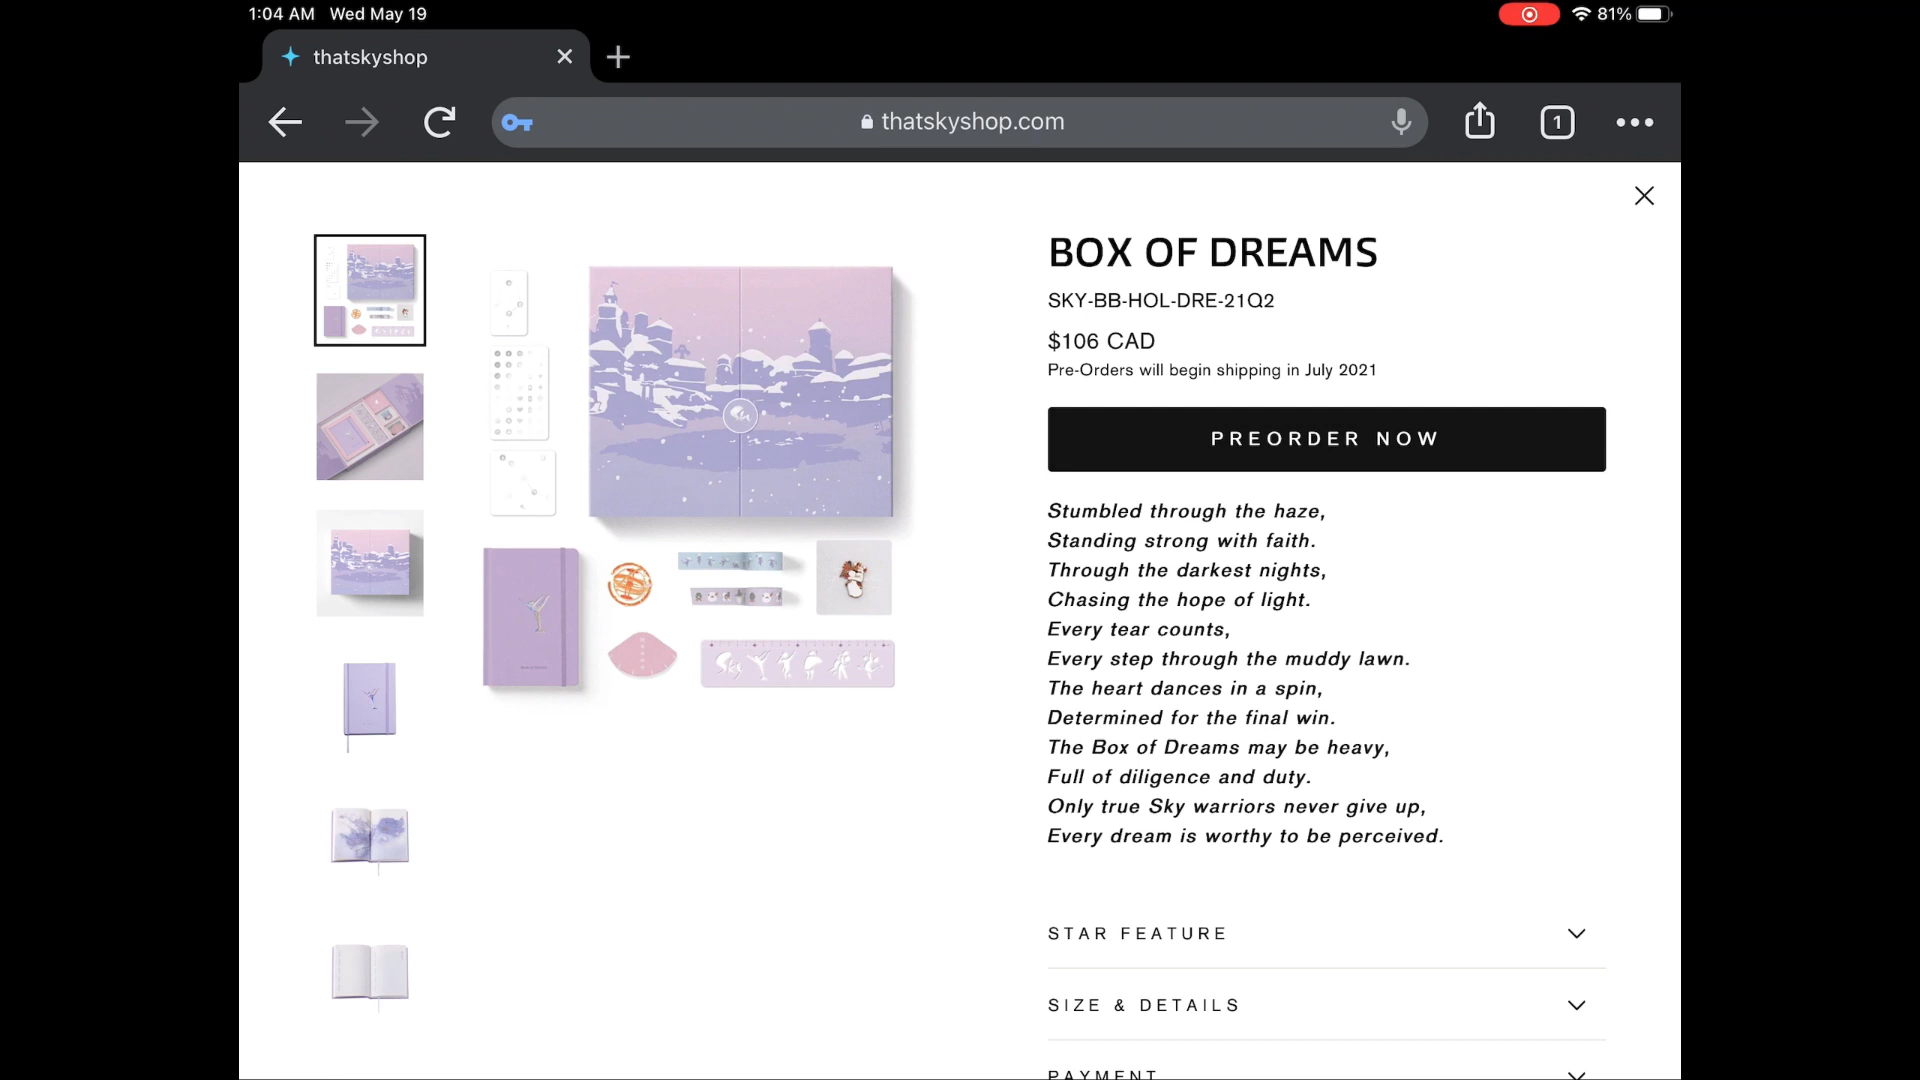 1:04 AM Wed May 19
81%
thatskyshop
thatskyshop.com
1
BOX OF DREAMS
SKY-BB-HOL-DRE-21Q2
$106 CAD
Pre-Orders will begin shipping in July 2021
PREORDER NOW
Stumbled through the haze,
Standing strong with faith.
Through the darkest nights,
Chasing the hope of light.
Every tear counts,
Every step through the muddy lawn.
The heart dances in a spin,
Determined for the final win.
The Box of Dreams may be heavy,
Full of diligence and duty.
Only true Sky warriors never give up,
Every dream is worthy to be perceived.
STAR FEATURE
SIZE & DETAILS
PAYMENT
Sky